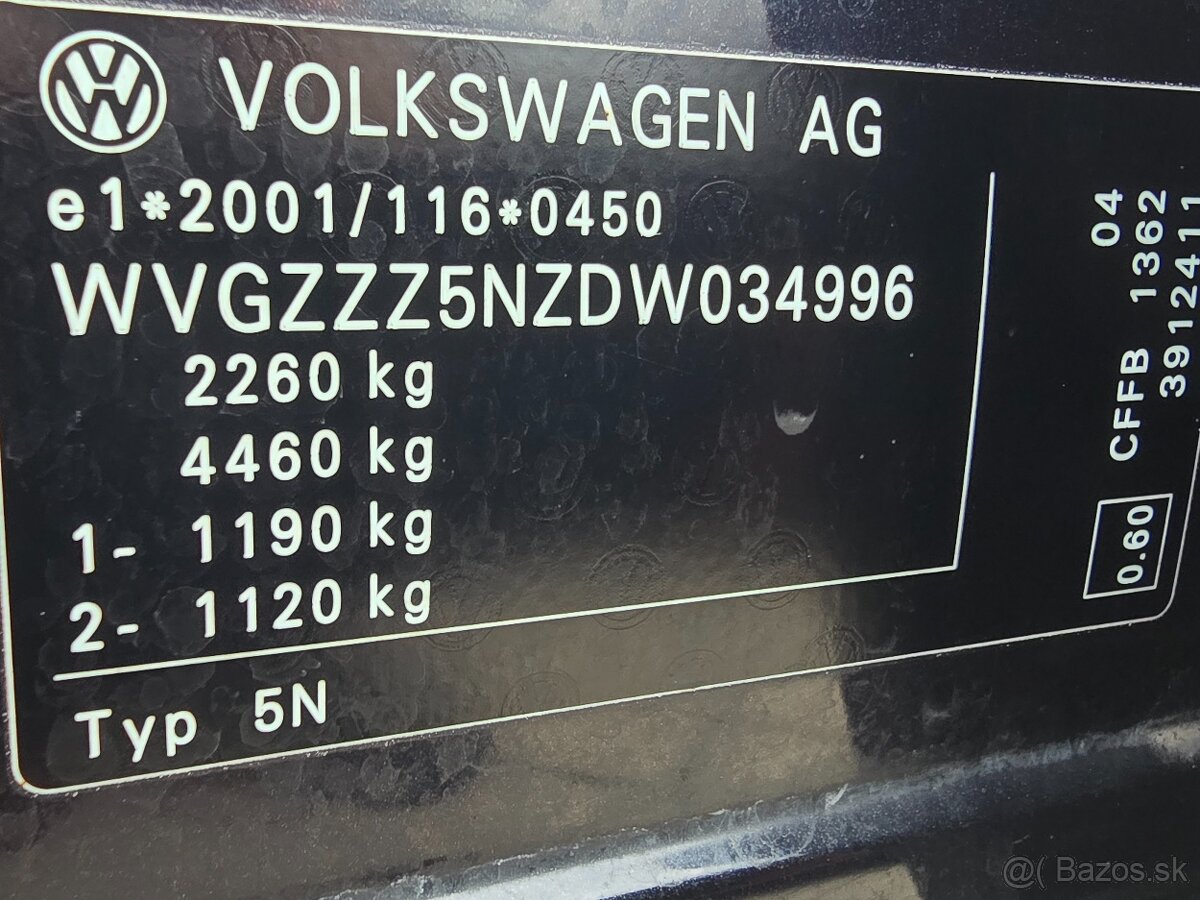 VOLKSWAGEN AG
e1*2001/116*0450
WVGZZZ5NZDW034996
2260 kg
4460 kg
1- 1190 kg
2- 1120 kg
Typ 5N
04
CFFB 1362
3912411
0.60
@( Bazos.sk